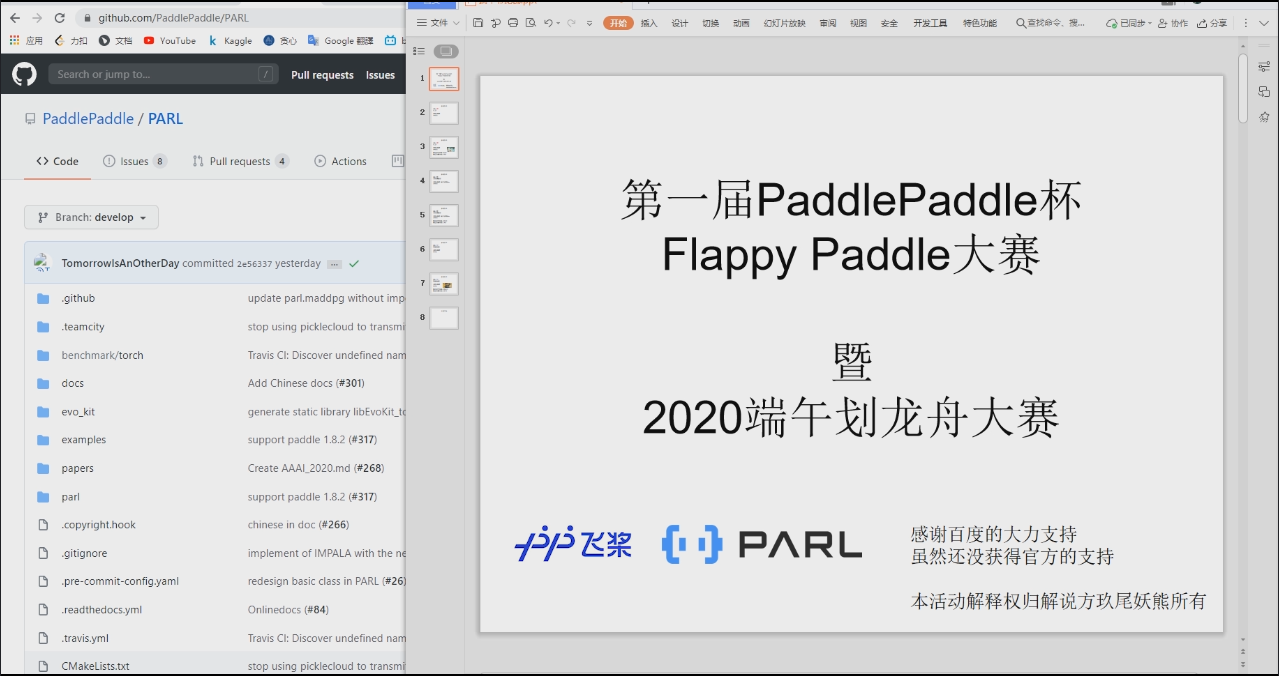 github.com/PaddlePaddle/PARL
应用 力扣 文档 YouTube Kaggle 宽心 Google 翻譯
Search or jump to... /
Pull requests Issues
PaddlePaddle / PARL
Code Issues 8 Pull requests 4 Actions
Branch: develop
TomorrowIsAnOtherDay committed 2e56337 yesterday ...
.github update parl.maddpg without imp
.teamcity stop using picklecloud to transmi
benchmark/torch Travis CI: Discover undefined nam
docs Add Chinese docs (#301)
evo_kit generate static library libEvoKit_to
examples support paddle 1.8.2 (#317)
papers Create AAAI_2020.md (#268)
parl support paddle 1.8.2 (#317)
.copyright.hook chinese in doc (#266)
.gitignore implement of IMPALA with the ne
.pre-commit-config.yaml redesign basic class in PARL (#26
.readthedocs.yml Onlinedocs (#84)
.travis.yml Travis CI: Discover undefined nam
CMakeLists.txt stop using picklecloud to transmi
文件 开始 插入 设计 切换 动画 幻灯片放映 审阅 视图 安全 开发工具 特色功能 查找命令、搜... 已同步 协作 分享
1
2
3
4
5
6
7
8
第一届PaddlePaddle杯
Flappy Paddle大赛
暨
2020端午划龙舟大赛
飞桨 PARL
感谢百度的大力支持
虽然还没获得官方的支持
本活动解释权归解说方玖尾妖熊所有